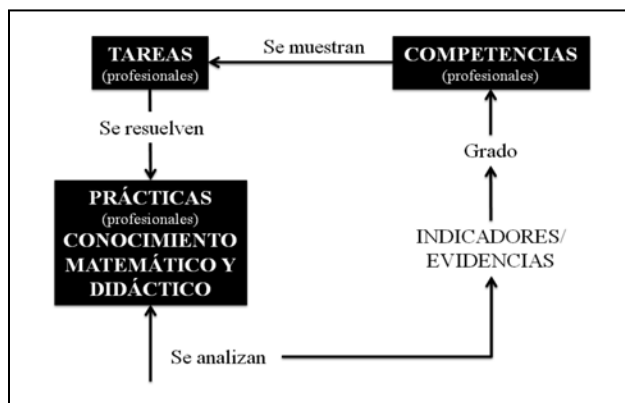 TAREAS
(profesionales)
Se muestran
COMPETENCIAS
(profesionales)
Se resuelven
Grado
PRÁCTICAS
(profesionales)
CONOCIMIENTO
MATEMÁTICO Y
DIDÁCTICO
INDICADORES/
EVIDENCIAS
Se analizan